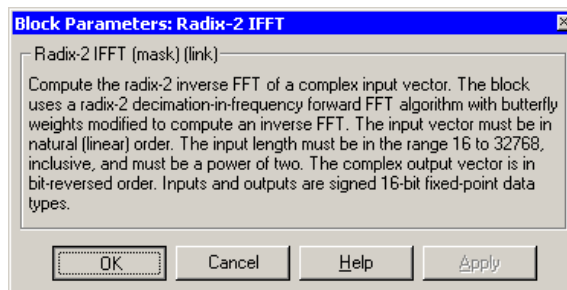 Block Parameters: Radix-2 IFFT
Radix-2 IFFT (mask) (link)
Compute the radix-2 inverse FFT of a complex input vector. The block
uses a radix-2 decimation-in-frequency forward FFT algorithm with butterfly
weights modified to compute an inverse FFT. The input vector must be in
natural (linear) order. The input length must be in the range 16 to 32768,
inclusive, and must be a power of two. The complex output vector is in
bit-reversed order. Inputs and outputs are signed 16-bit fixed-point data
types.
OK Cancel Help Apply